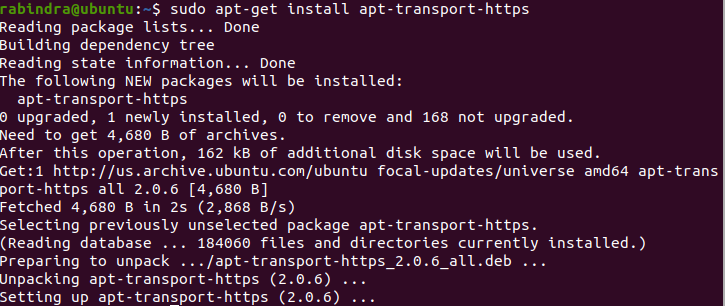 rabindra@ubuntu:~$ sudo apt-get install apt-transport-https
Reading package lists... Done
Building dependency tree
Reading state information... Done
The following NEW packages will be installed:
  apt-transport-https
0 upgraded, 1 newly installed, 0 to remove and 168 not upgraded.
Need to get 4,680 B of archives.
After this operation, 162 kB of additional disk space will be used.
Get:1 http://us.archive.ubuntu.com/ubuntu focal-updates/universe amd64 apt-trans
port-https all 2.0.6 [4,680 B]
Fetched 4,680 B in 2s (2,868 B/s)
Selecting previously unselected package apt-transport-https.
(Reading database ... 184060 files and directories currently installed.)
Preparing to unpack .../apt-transport-https_2.0.6_all.deb ...
Unpacking apt-transport-https (2.0.6) ...
Setting up apt-transport-https (2.0.6) ...